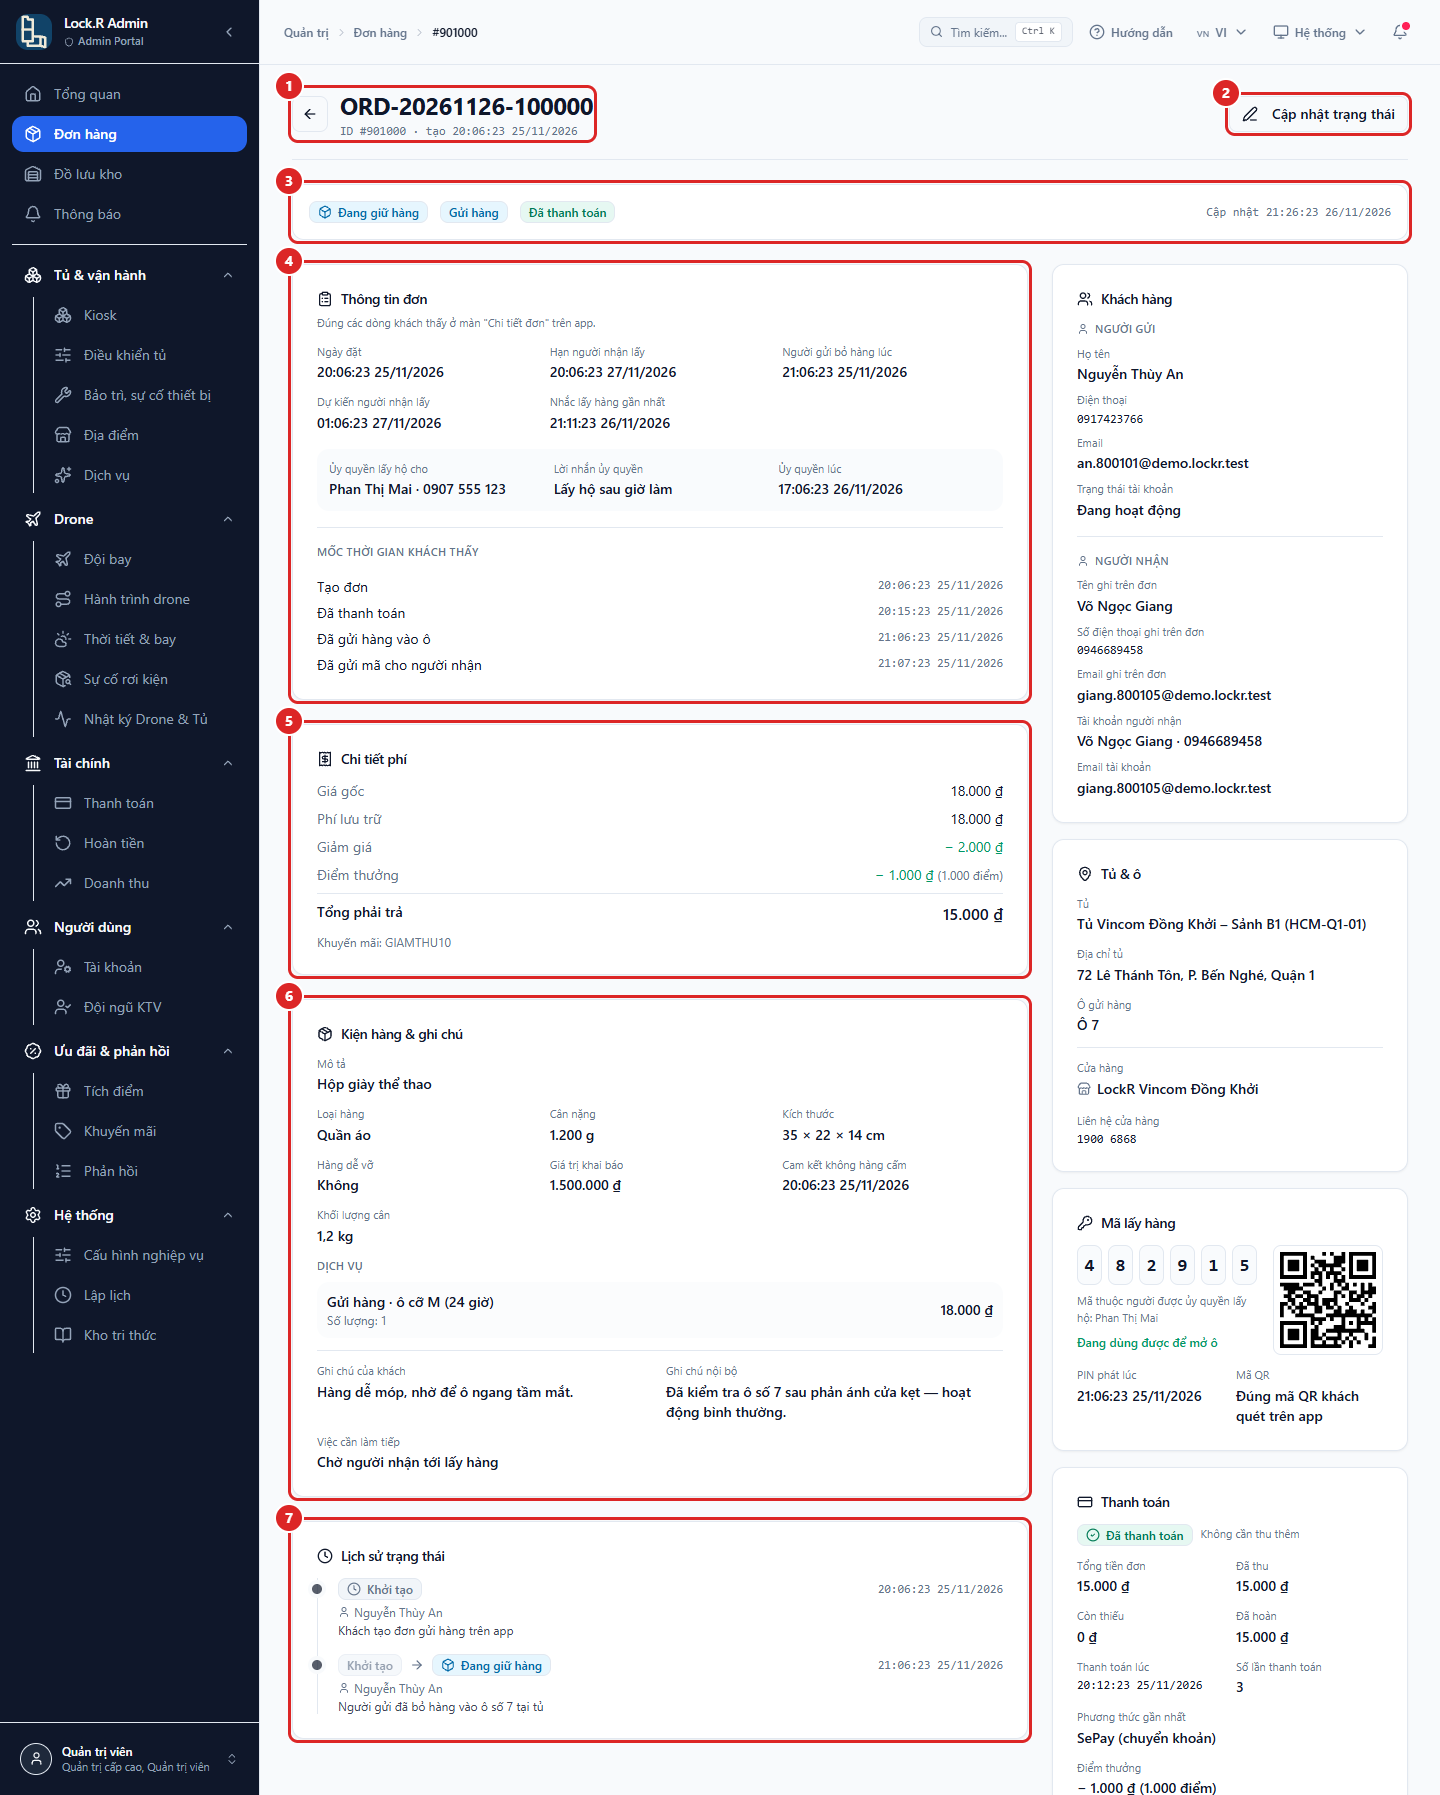 Lock.R Admin
Admin Portal
Tổng quan
Đơn hàng
Đồ lưu kho
Thông báo
Tủ & vận hành
Kiosk
Điều khiển tủ
Bảo trì, sự cố thiết bị
Địa điểm
Dịch vụ
Drone
Đội bay
Hành trình drone
Thời tiết & bay
Sự cố rơi kiện
Nhật ký Drone & Tủ
Tài chính
Thanh toán
Hoàn tiền
Doanh thu
Người dùng
Tài khoản
Đội ngũ KTV
Ưu đãi & phản hồi
Tích điểm
Khuyến mãi
Phản hồi
Hệ thống
Cấu hình nghiệp vụ
Lập lịch
Kho tri thức
Quản trị viên
Quản trị cấp cao, Quản trị viên
Quản trị > Đơn hàng > #901000
Tìm kiếm... Ctrl K
Hướng dẫn
VN VI
Hệ thống
1
ORD-20261126-100000
ID #901000 · tạo 20:06:23 25/11/2026
2
Cập nhật trạng thái
3
Đang giữ hàng Gửi hàng Đã thanh toán
Cập nhật 21:26:23 26/11/2026
4
Thông tin đơn
Đúng các dòng khách thấy ở màn "Chi tiết đơn" trên app.
Ngày đặt Hạn người nhận lấy Người gửi bỏ hàng lúc
20:06:23 25/11/2026 20:06:23 27/11/2026 21:06:23 25/11/2026
Dự kiến người nhận lấy Nhắc lấy hàng gần nhất
01:06:23 27/11/2026 21:11:23 26/11/2026
Ủy quyền lấy hộ cho Lời nhắn ủy quyền Ủy quyền lúc
Phan Thị Mai · 0907 555 123 Lấy hộ sau giờ làm 17:06:23 26/11/2026
MỐC THỜI GIAN KHÁCH THẤY
Tạo đơn 20:06:23 25/11/2026
Đã thanh toán 20:15:23 25/11/2026
Đã gửi hàng vào ô 21:06:23 25/11/2026
Đã gửi mã cho người nhận 21:07:23 25/11/2026
5
Chi tiết phí
Giá gốc 18.000 ₫
Phí lưu trữ 18.000 ₫
Giảm giá − 2.000 ₫
Điểm thưởng − 1.000 ₫ (1.000 điểm)
Tổng phải trả 15.000 ₫
Khuyến mãi: GIAMTHU10
6
Kiện hàng & ghi chú
Mô tả
Hộp giày thể thao
Loại hàng Cân nặng Kích thước
Quần áo 1.200 g 35 × 22 × 14 cm
Hàng dễ vỡ Giá trị khai báo Cam kết không hàng cấm
Không 1.500.000 ₫ 20:06:23 25/11/2026
Khối lượng cân
1,2 kg
DỊCH VỤ
Gửi hàng · ô cỡ M (24 giờ) 18.000 ₫
Số lượng: 1
Ghi chú của khách Ghi chú nội bộ
Hàng dễ móp, nhờ để ô ngang tầm mắt. Đã kiểm tra ô số 7 sau phản ánh cửa kẹt — hoạt
động bình thường.
Việc cần làm tiếp
Chờ người nhận tới lấy hàng
7
Lịch sử trạng thái
Khởi tạo 20:06:23 25/11/2026
Nguyễn Thùy An
Khách tạo đơn gửi hàng trên app
Khởi tạo → Đang giữ hàng 21:06:23 25/11/2026
Nguyễn Thùy An
Người gửi đã bỏ hàng vào ô số 7 tại tủ
Khách hàng
NGƯỜI GỬI
Họ tên
Nguyễn Thùy An
Điện thoại
0917423766
Email
an.800101@demo.lockr.test
Trạng thái tài khoản
Đang hoạt động
NGƯỜI NHẬN
Tên ghi trên đơn
Võ Ngọc Giang
Số điện thoại ghi trên đơn
0946689458
Email ghi trên đơn
giang.800105@demo.lockr.test
Tài khoản người nhận
Võ Ngọc Giang · 0946689458
Email tài khoản
giang.800105@demo.lockr.test
Tủ & ô
Tủ
Tủ Vincom Đồng Khởi – Sảnh B1 (HCM-Q1-01)
Địa chỉ tủ
72 Lê Thánh Tôn, P. Bến Nghé, Quận 1
Ô gửi hàng
Ô 7
Cửa hàng
LockR Vincom Đồng Khởi
Liên hệ cửa hàng
1900 6868
Mã lấy hàng
4 8 2 9 1 5
Mã thuộc người được ủy quyền lấy
hộ: Phan Thị Mai
Đang dùng được để mở ô
PIN phát lúc Mã QR
21:06:23 25/11/2026 Đúng mã QR khách
quét trên app
Thanh toán
Đã thanh toán Không cần thu thêm
Tổng tiền đơn Đã thu
15.000 ₫ 15.000 ₫
Còn thiếu Đã hoàn
0 ₫ 15.000 ₫
Thanh toán lúc Số lần thanh toán
20:12:23 25/11/2026 3
Phương thức gần nhất
SePay (chuyển khoản)
Điểm thưởng
− 1.000 ₫ (1.000 điểm)